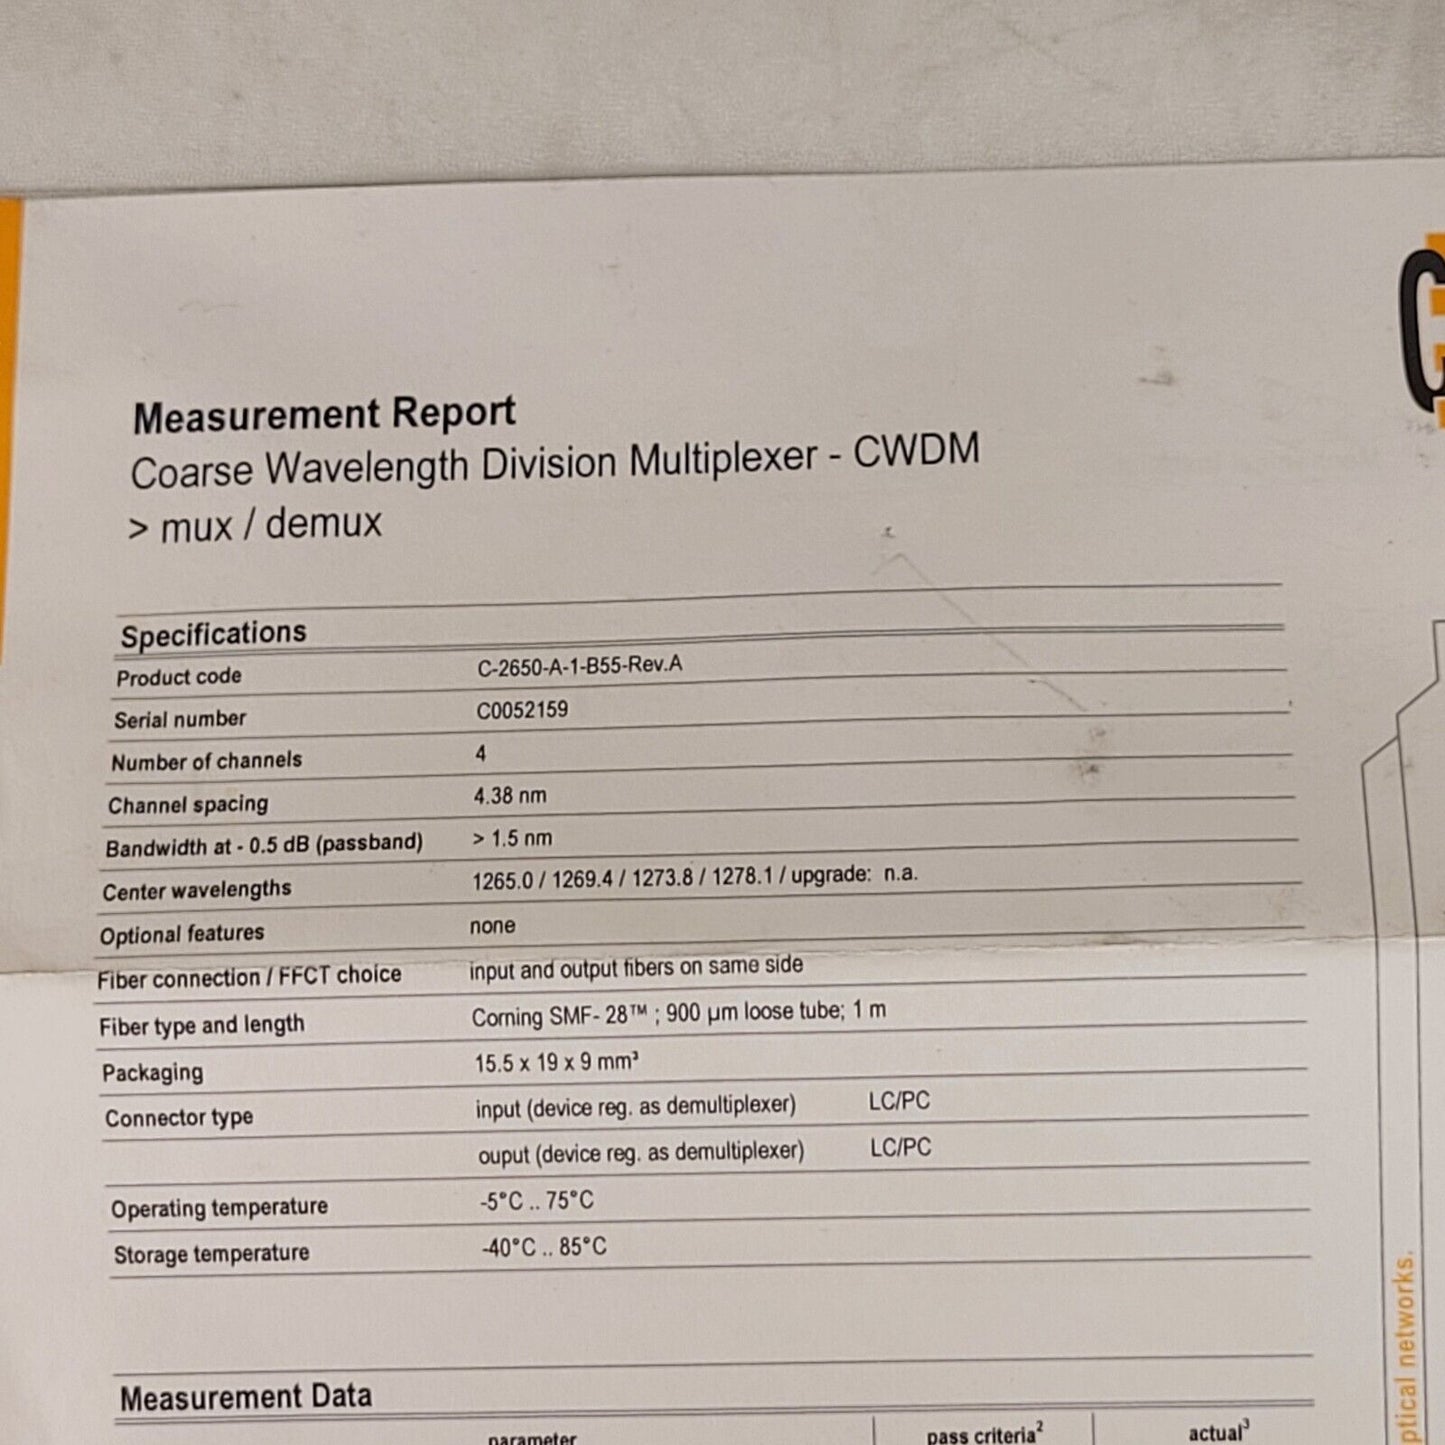 Measurement Report
Coarse Wavelength Division Multiplexer - CWDM
> mux / demux
Specifications
Product code C-2650-A-1-B55-Rev.A
Serial number C0052159
Number of channels 4
Channel spacing 4.38 nm
Bandwidth at - 0.5 dB (passband) > 1.5 nm
Center wavelengths 1265.0 / 1269.4 / 1273.8 / 1278.1 / upgrade: n.a.
Optional features none
Fiber connection / FFCT choice input and output fibers on same side
Fiber type and length Corning SMF- 28™ ; 900 µm loose tube; 1 m
Packaging 15.5 x 19 x 9 mm³
Connector type input (device reg. as demultiplexer) LC/PC
ouput (device reg. as demultiplexer) LC/PC
Operating temperature -5°C .. 75°C
Storage temperature -40°C .. 85°C
Measurement Data
parameter pass criteria² actual³
networks.